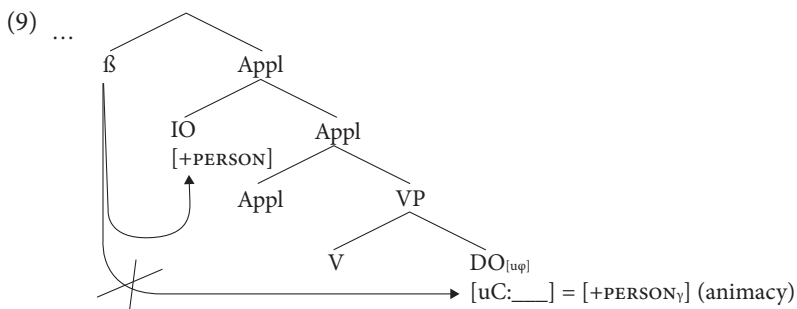 (9) ...
ß Appl
IO Appl
[+PERSON]
Appl VP
V DO[uφ]
[uC:___] = [+PERSONγ] (animacy)